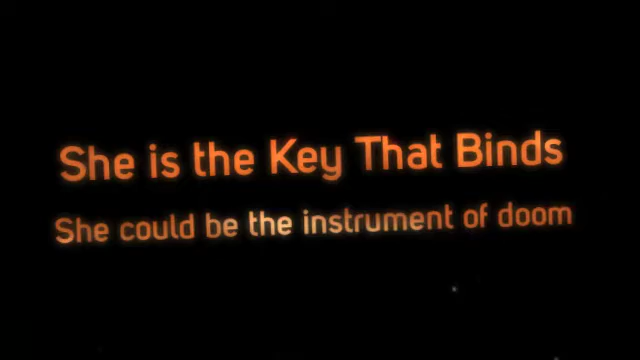 She is the Key That Binds
She could be the instrument of doom